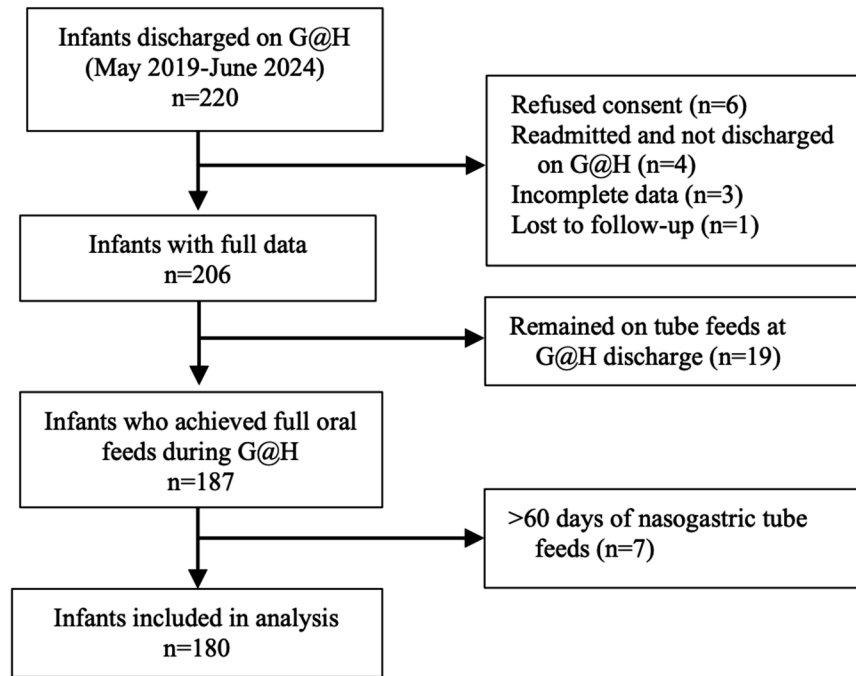 Infants discharged on G@H
(May 2019-June 2024)
n=220
Refused consent (n=6)
Readmitted and not discharged
on G@H (n=4)
Incomplete data (n=3)
Lost to follow-up (n=1)
Infants with full data
n=206
Remained on tube feeds at
G@H discharge (n=19)
Infants who achieved full oral
feeds during G@H
n=187
>60 days of nasogastric tube
feeds (n=7)
Infants included in analysis
n=180